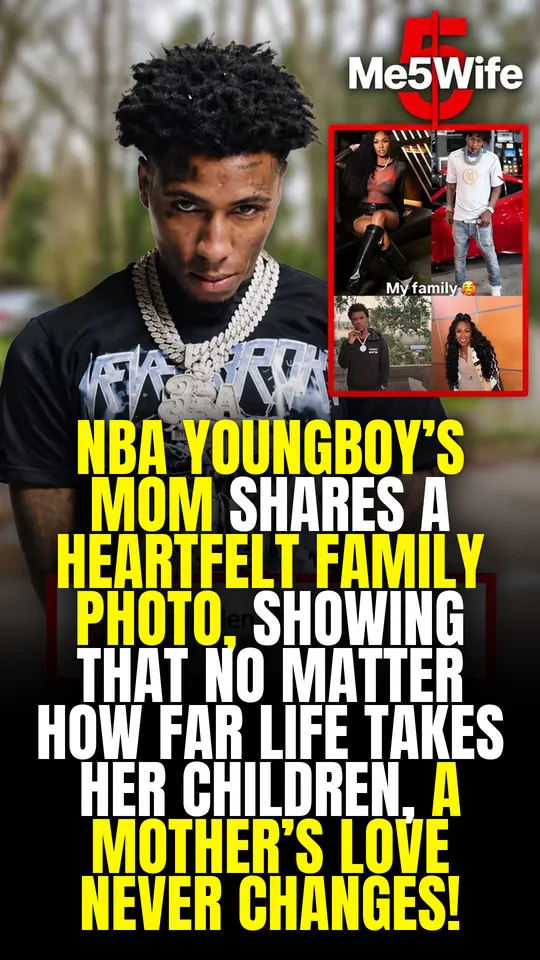 5
Me5Wife
My family 🥰
NBA YOUNGBOY’S
MOM SHARES A
HEARTFELT FAMILY
PHOTO, SHOWING
THAT NO MATTER
HOW FAR LIFE TAKES
HER CHILDREN, A
MOTHER’S LOVE
NEVER CHANGES!